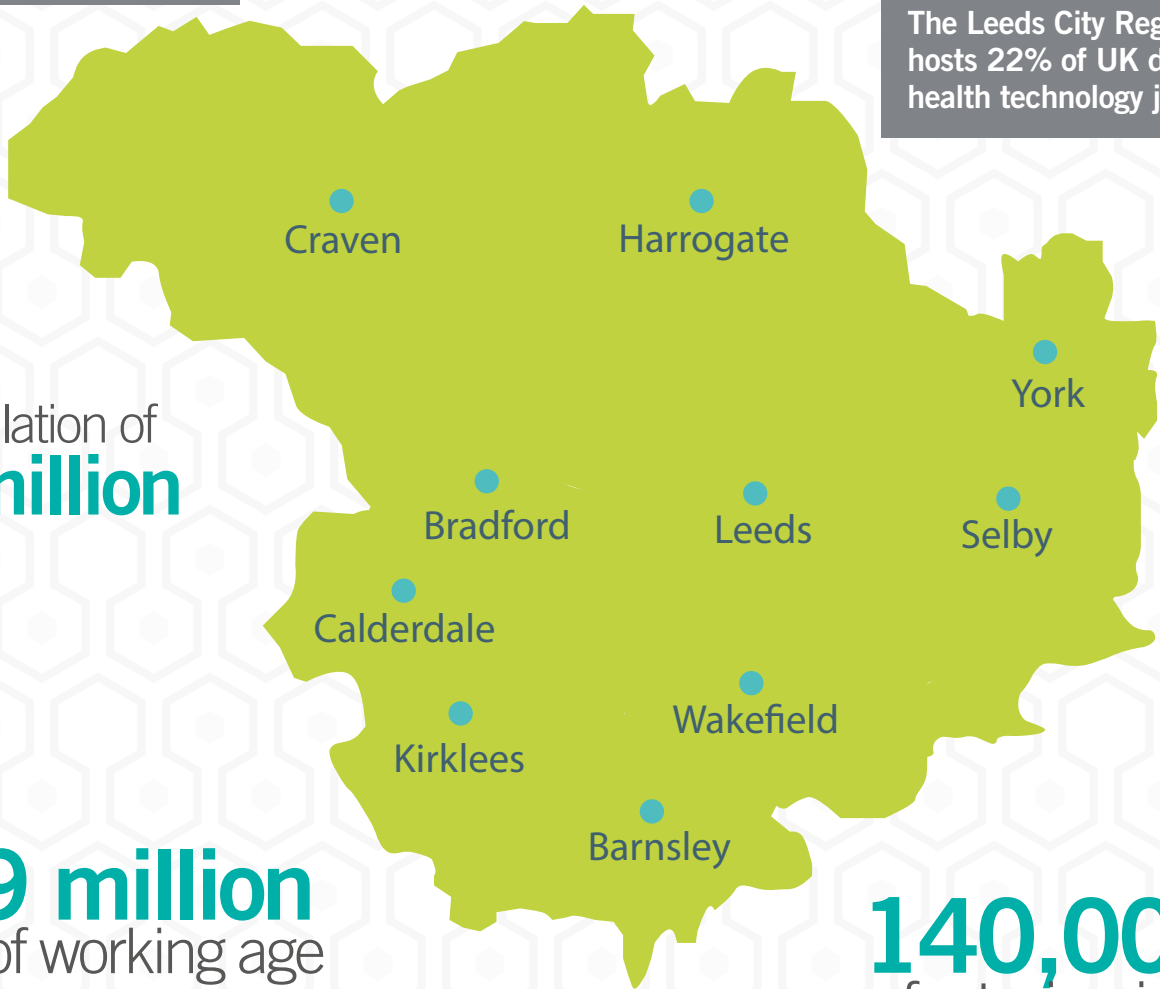 The Leeds City Reg
hosts 22% of UK d
health technology j
Craven
Harrogate
York
lation of
million
Bradford
Leeds
Selby
Calderdale
Wakefield
Kirklees
Barnsley
9 million
of working age
140,00